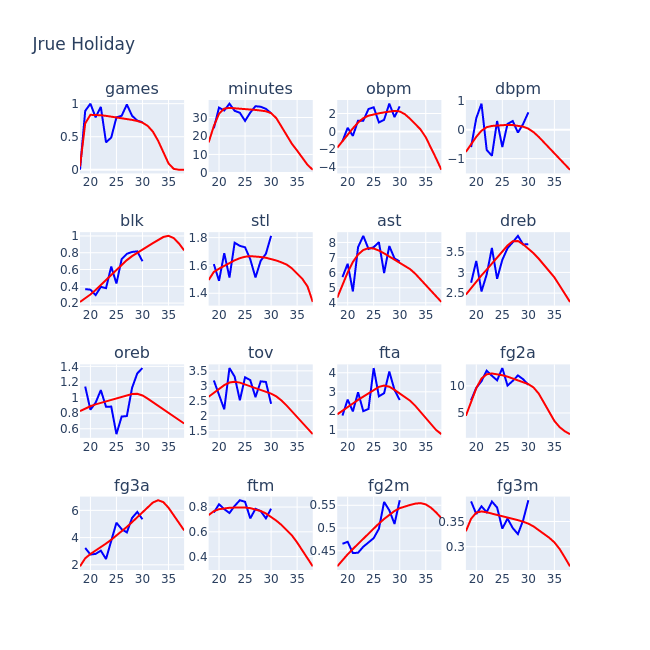 Jrue Holiday
games minutes obpm dbpm
1 0.5 0 20 25 30 35
30 20 10 0 20 25 30 35
2 0 −2 −4 20 25 30 35
1 0 −1 20 25 30 35
blk stl ast dreb
1 0.8 0.6 0.4 0.2 20 25 30 35
1.8 1.6 1.4 20 25 30 35
8 7 6 5 4 20 25 30 35
3.5 3 2.5 20 25 30 35
oreb tov fta fg2a
1.4 1.2 1 0.8 0.6 20 25 30 35
3.5 3 2.5 2 1.5 20 25 30 35
4 3 2 1 20 25 30 35
10 5 20 25 30 35
fg3a ftm fg2m fg3m
6 4 2 20 25 30 35
0.8 0.6 0.4 20 25 30 35
0.55 0.5 0.45 20 25 30 35
0.35 0.3 20 25 30 35